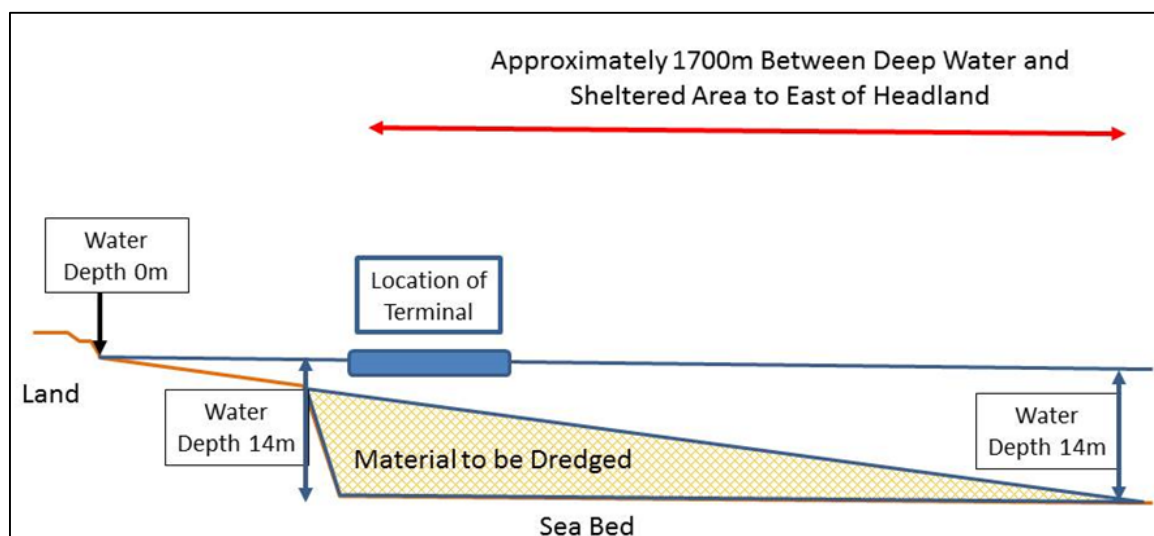 Approximately 1700m Between Deep Water and
Sheltered Area to East of Headland
Water
Depth 0m
Location of
Terminal
Land
Water
Depth 14m
Water
Depth 14m
Material to be Dredged
Sea Bed